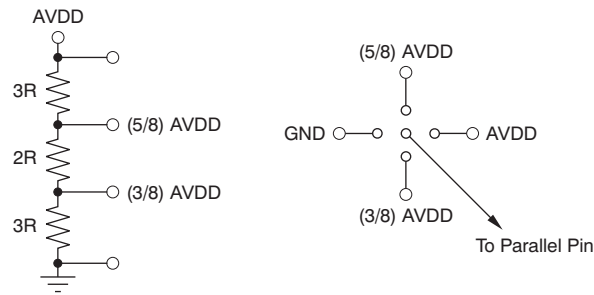 AVDD
3R
(5/8) AVDD
2R
(3/8) AVDD
3R
(5/8) AVDD
GND
AVDD
(3/8) AVDD
To Parallel Pin